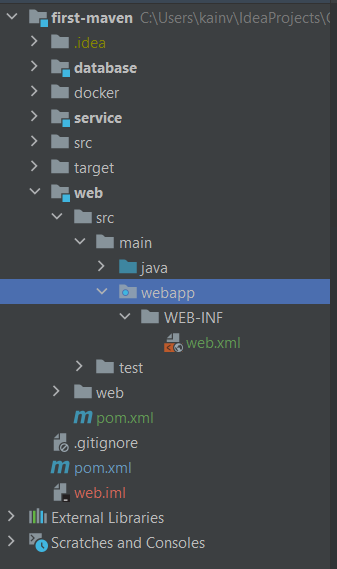 first-maven C:\Users\kainv\IdeaProjects\
.idea
database
docker
service
src
target
web
src
main
java
webapp
WEB-INF
web.xml
test
web
pom.xml
.gitignore
pom.xml
web.iml
External Libraries
Scratches and Consoles